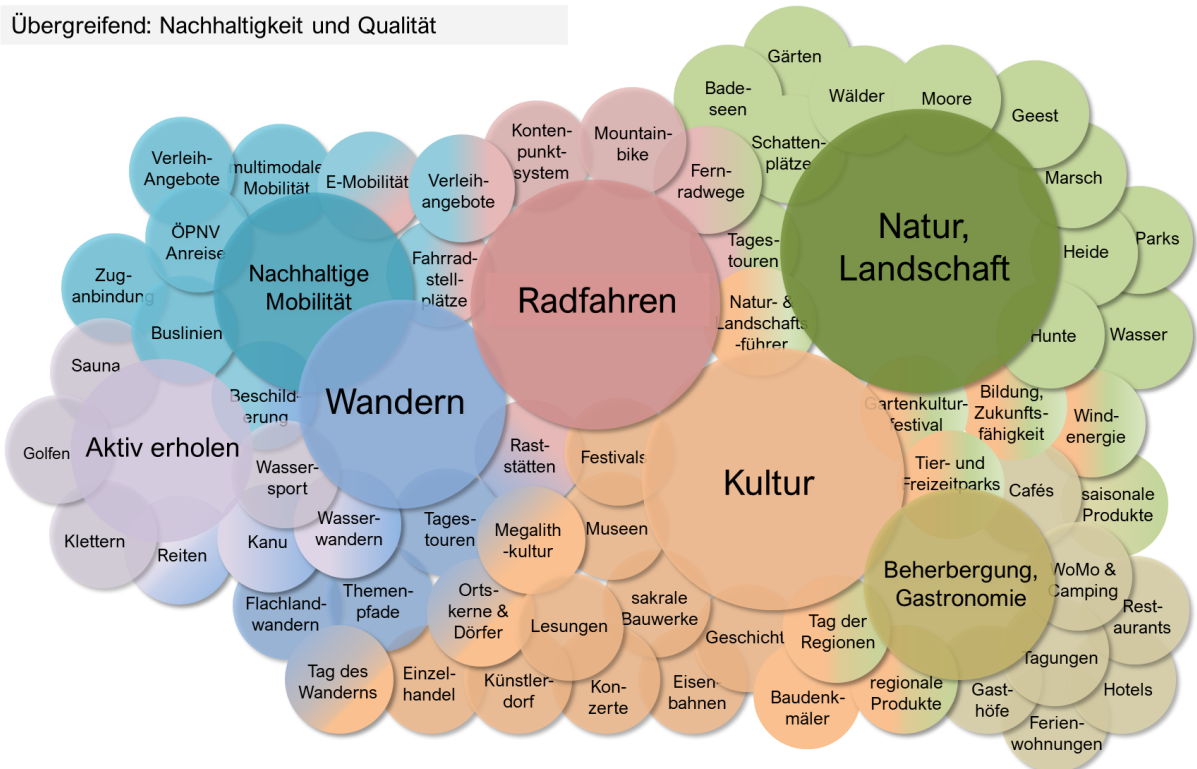 Übergreifend: Nachhaltigkeit und Qualität
Gärten
Bade-
seen
Wälder
Moore
Geest
Schatten-
plätze
Marsch
Parks
Heide
Wasser
Hunte
Natur,
Landschaft
Konten-
punkt-
system
Mountain-
bike
Fern-
radwege
Tages-
touren
Natur- &
Landschafts
-führer
Radfahren
Verleih-
Angebote
multimodale
Mobilität
E-Mobilität
Verleih-
angebote
ÖPNV
Anreise
Zug-
anbindung
Buslinien
Nachhaltige
Mobilität
Fahrrad-
stell-
plätze
Sauna
Beschild-
erung
Wandern
Golfen
Aktiv erholen
Wasser-
sport
Klettern
Reiten
Kanu
Wasser-
wandern
Tages-
touren
Rast-
stätten
Festivals
Kultur
Gartenkultur-
festival
Bildung,
Zukunfts-
fähigkeit
Wind-
energie
Tier- und
Freizeitparks
Cafés
saisonale
Produkte
Megalith
-kultur
Museen
Flachland-
wandern
Themen-
pfade
Orts-
kerne &
Dörfer
Lesungen
sakrale
Bauwerke
Geschicht
Tag der
Regionen
Beherbergung,
Gastronomie
WoMo &
Camping
Rest-
aurants
Tagungen
Hotels
Tag des
Wanderns
Einzel-
handel
Künstler-
dorf
Kon-
zerte
Eisen-
bahnen
Baudenk-
mäler
regionale
Produkte
Gast-
höfe
Ferien-
wohnungen